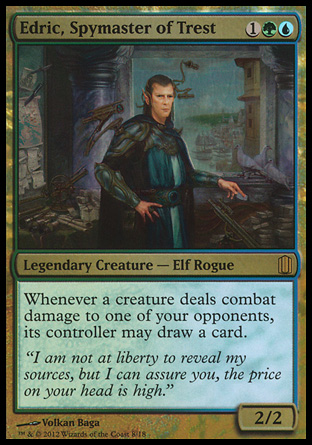 Edric, Spymaster of Trest 1
Legendary Creature — Elf Rogue
Whenever a creature deals combat
damage to one of your opponents,
its controller may draw a card.
“I am not at liberty to reveal my
sources, but I can assure you, the price
on your head is high.”
Volkan Baga
™ & © 2012 Wizards of the Coast 8/18
2/2